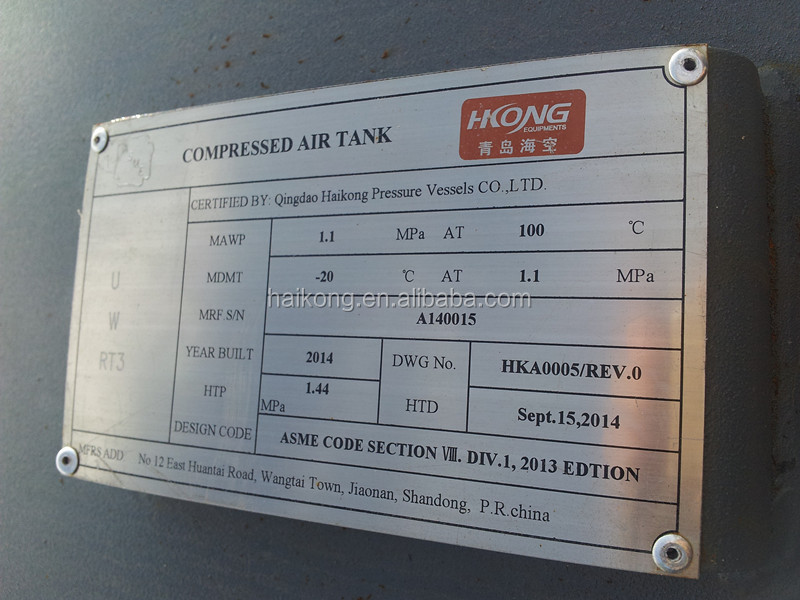 COMPRESSED AIR TANK
HKONG
EQUIPMENTS
青岛海空
CERTIFIED BY: Qingdao Haikong Pressure Vessels CO.,LTD.
MAWP 1.1 MPa AT 100 ℃
MDMT -20 ℃ AT 1.1 MPa
haikong.en.alibaba.com
U
W
RT3
MRF S/N A140015
YEAR BUILT 2014 DWG No. HKA0005/REV.0
HTP 1.44 MPa HTD Sept.15,2014
DESIGN CODE ASME CODE SECTION Ⅷ. DIV.1, 2013 EDTION
MFRS ADD No 12 East Huantai Road, Wangtai Town, Jiaonan, Shandong, P.R.china